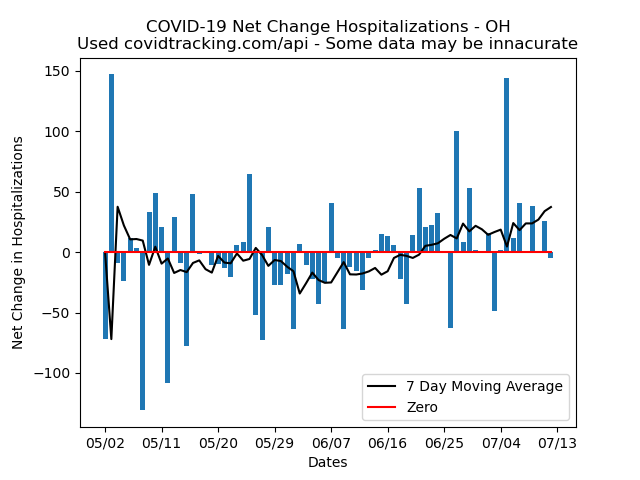 COVID-19 Net Change Hospitalizations - OH
Used covidtracking.com/api - Some data may be innacurate
Net Change in Hospitalizations
150
100
50
0
−50
−100
7 Day Moving Average
Zero
05/02 05/11 05/20 05/29 06/07 06/16 06/25 07/04 07/13
Dates